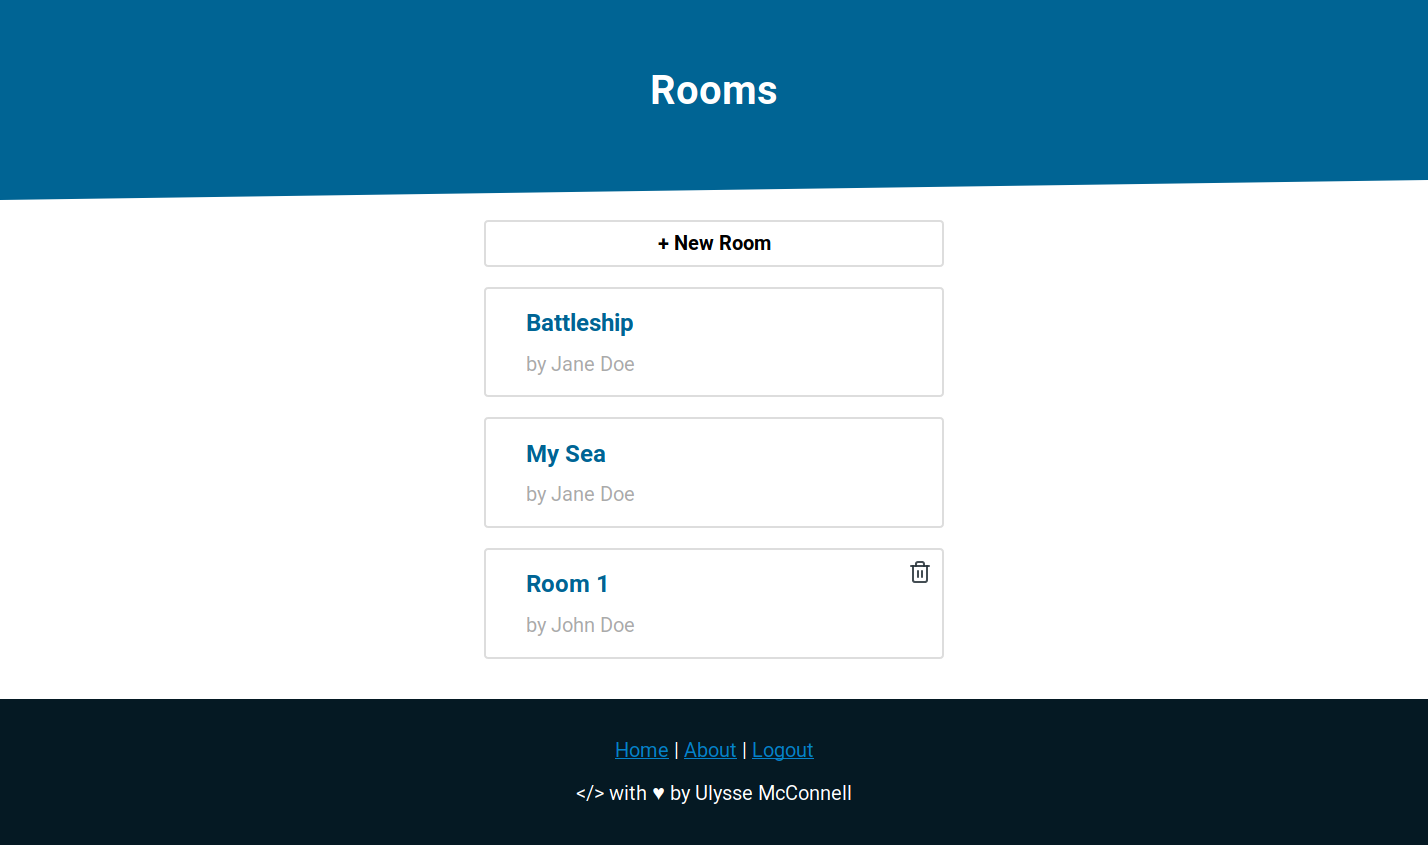 Rooms
+ New Room
Battleship
by Jane Doe
My Sea
by Jane Doe
Room 1
by John Doe
Home | About | Logout
</> with ♥ by Ulysse McConnell